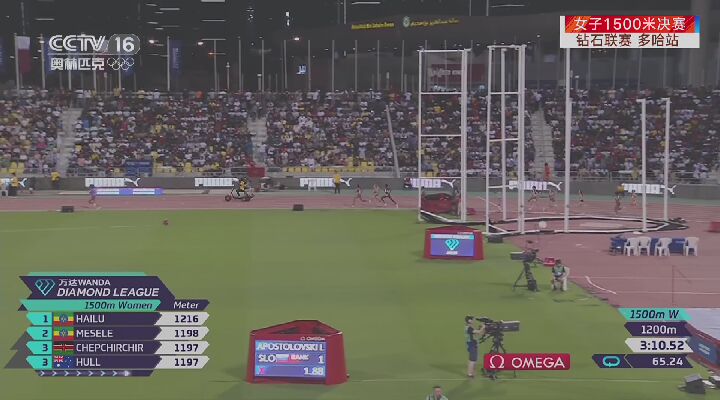 CCTV 16
奥林匹克
女子1500米决赛
钻石联赛 多哈站
万达WANDA
DIAMOND LEAGUE
1500m Women Meter
1 HAILU 1216
2 MESELE 1198
3 CHEPCHIRCHIR 1197
3 HULL 1197
APOSTOLOVSKI
SLO RANK 1
1.88
Ω OMEGA
1500m W
1200m
3:10.52
65.24